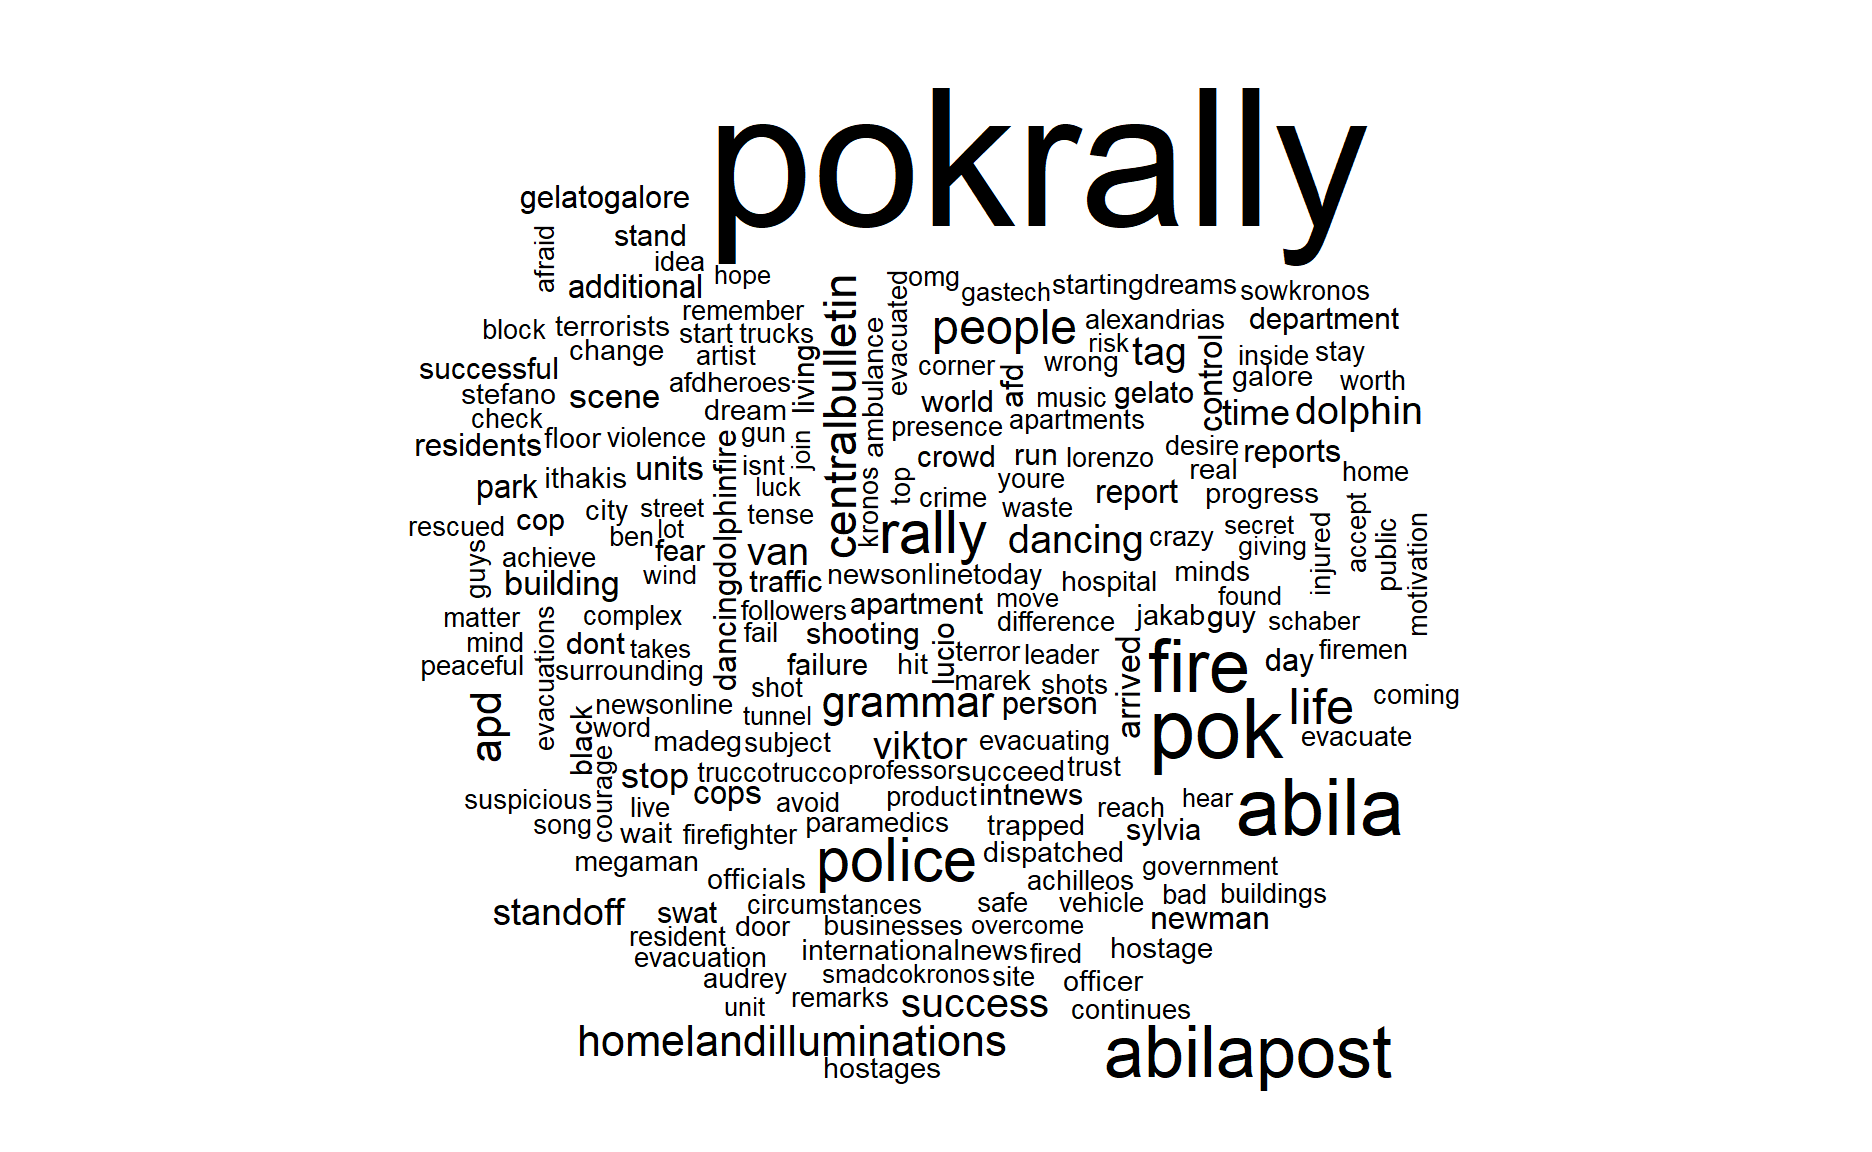 pokrally
gelatogalore
stand
afraid
idea
hope
additional
omg
gastech
startingdreams
sowkronos
evacuated
centralbulletin
remember
block
terrorists
start
trucks
people
alexandrias
department
ambulance
change
artist
living
risk
tag
control
inside
stay
corner
wrong
successful
afdheroes
afd
galore
worth
stefano
scene
dream
world
music
gelato
time
dolphin
check
presence
apartments
residents
floor
violence
gun
join
crowd
run
lorenzo
desire
reports
isnt
units
park
ithakis
luck
kronos
top
youre
real
home
crime
report
progress
dancingdolphinfire
city
street
tense
waste
rescued
cop
ben
lot
rally
dancing
crazy
secret
giving
injured
accept
public
motivation
guys
achieve
fear
van
building
wind
traffic
newsonlinetoday
hospital
minds
found
matter
complex
followers
apartment
move
difference
jakab
guy
schaber
mind
evacuations
dont
takes
fail
shooting
lucio
terror
leader
arrived
fire
day
firemen
peaceful
surrounding
failure
hit
marek
shots
shot
apd
black
newsonline
tunnel
grammar
person
pok
life
coming
word
madeg
subject
viktor
evacuating
evacuate
courage
stop
truccotrucco
professor
succeed
trust
suspicious
live
cops
avoid
product
intnews
reach
hear
abila
song
wait
firefighter
paramedics
trapped
sylvia
megaman
police
dispatched
government
officials
achilleos
bad
buildings
standoff
swat
circumstances
safe
vehicle
newman
door
businesses
overcome
resident
evacuation
internationalnews
fired
hostage
audrey
smadcokronos
site
officer
unit
remarks
success
continues
homelandilluminations
abilapost
hostages